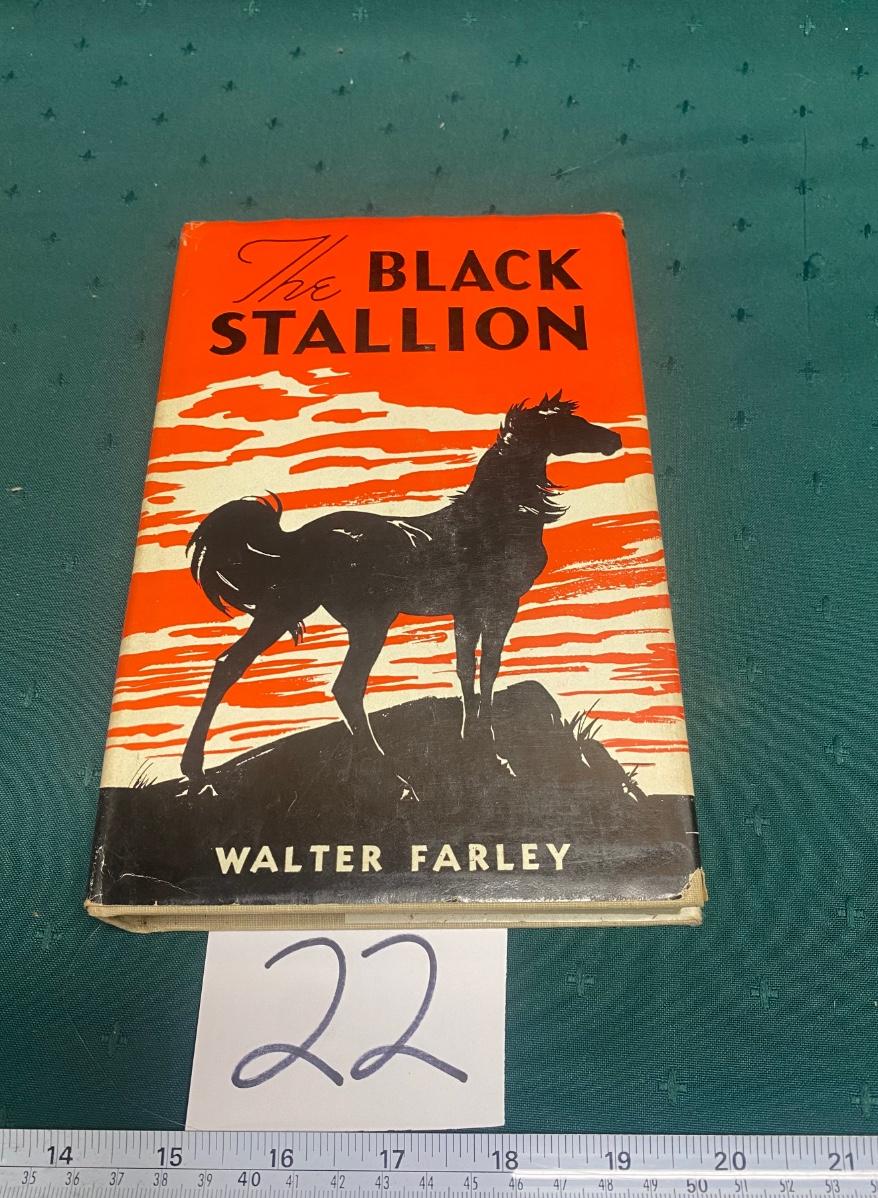 The BLACK
STALLION
WALTER FARLEY
22
14 15 16 17 18 19 20 21
35 36 37 38 39 40 41 42 43 44 45 46 47 48 49 50 51 52 53